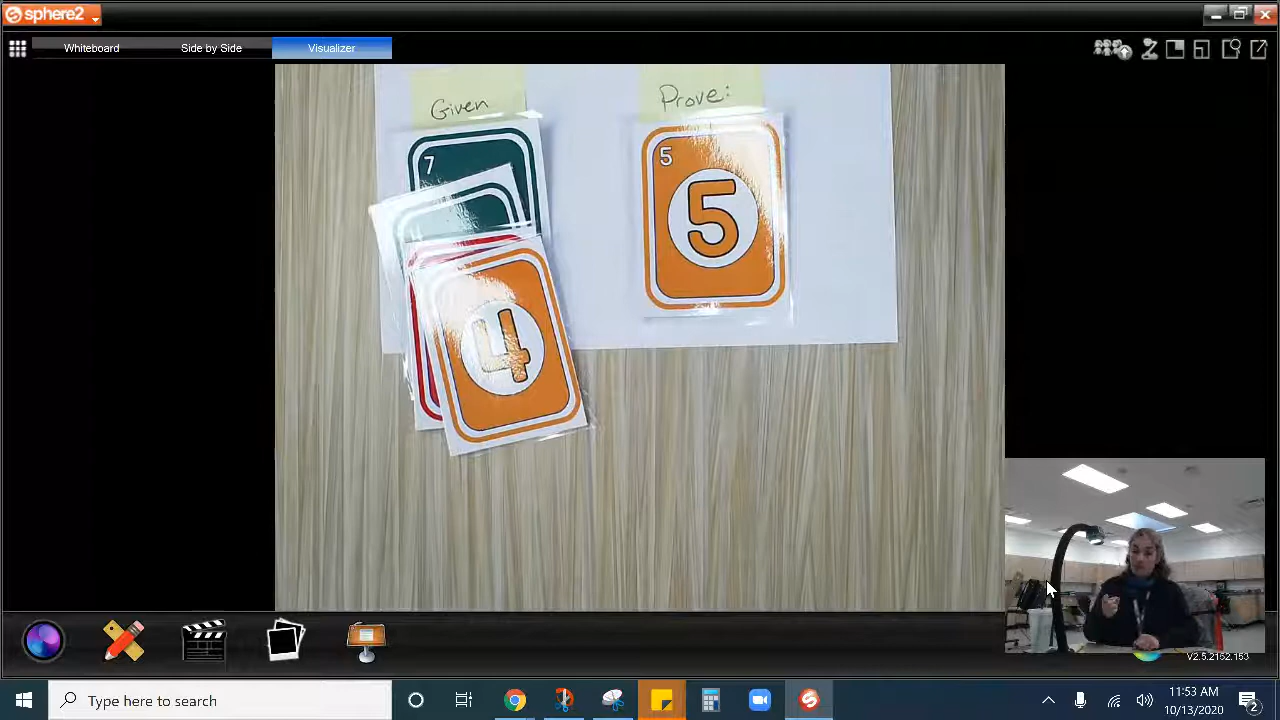 sphere2
Whiteboard
Side by Side
Visualizer
Given
Prove:
7
4
5
5
V2.5.2152.153
Type here to search
11:53 AM
10/13/2020
2